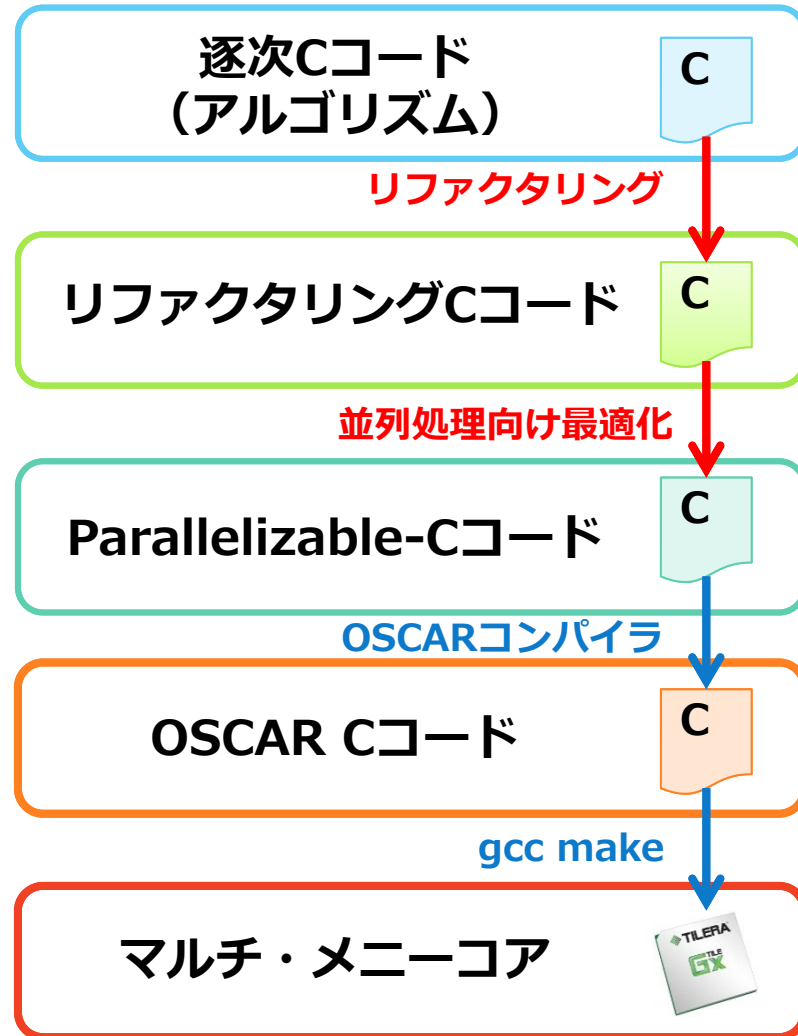 逐次Cコード
（アルゴリズム）
C
リファクタリング
リファクタリングCコード
C
並列処理向け最適化
Parallelizable-Cコード
C
OSCARコンパイラ
OSCAR Cコード
C
gcc make
マルチ・メニーコア
TILERA
TILE
Gx